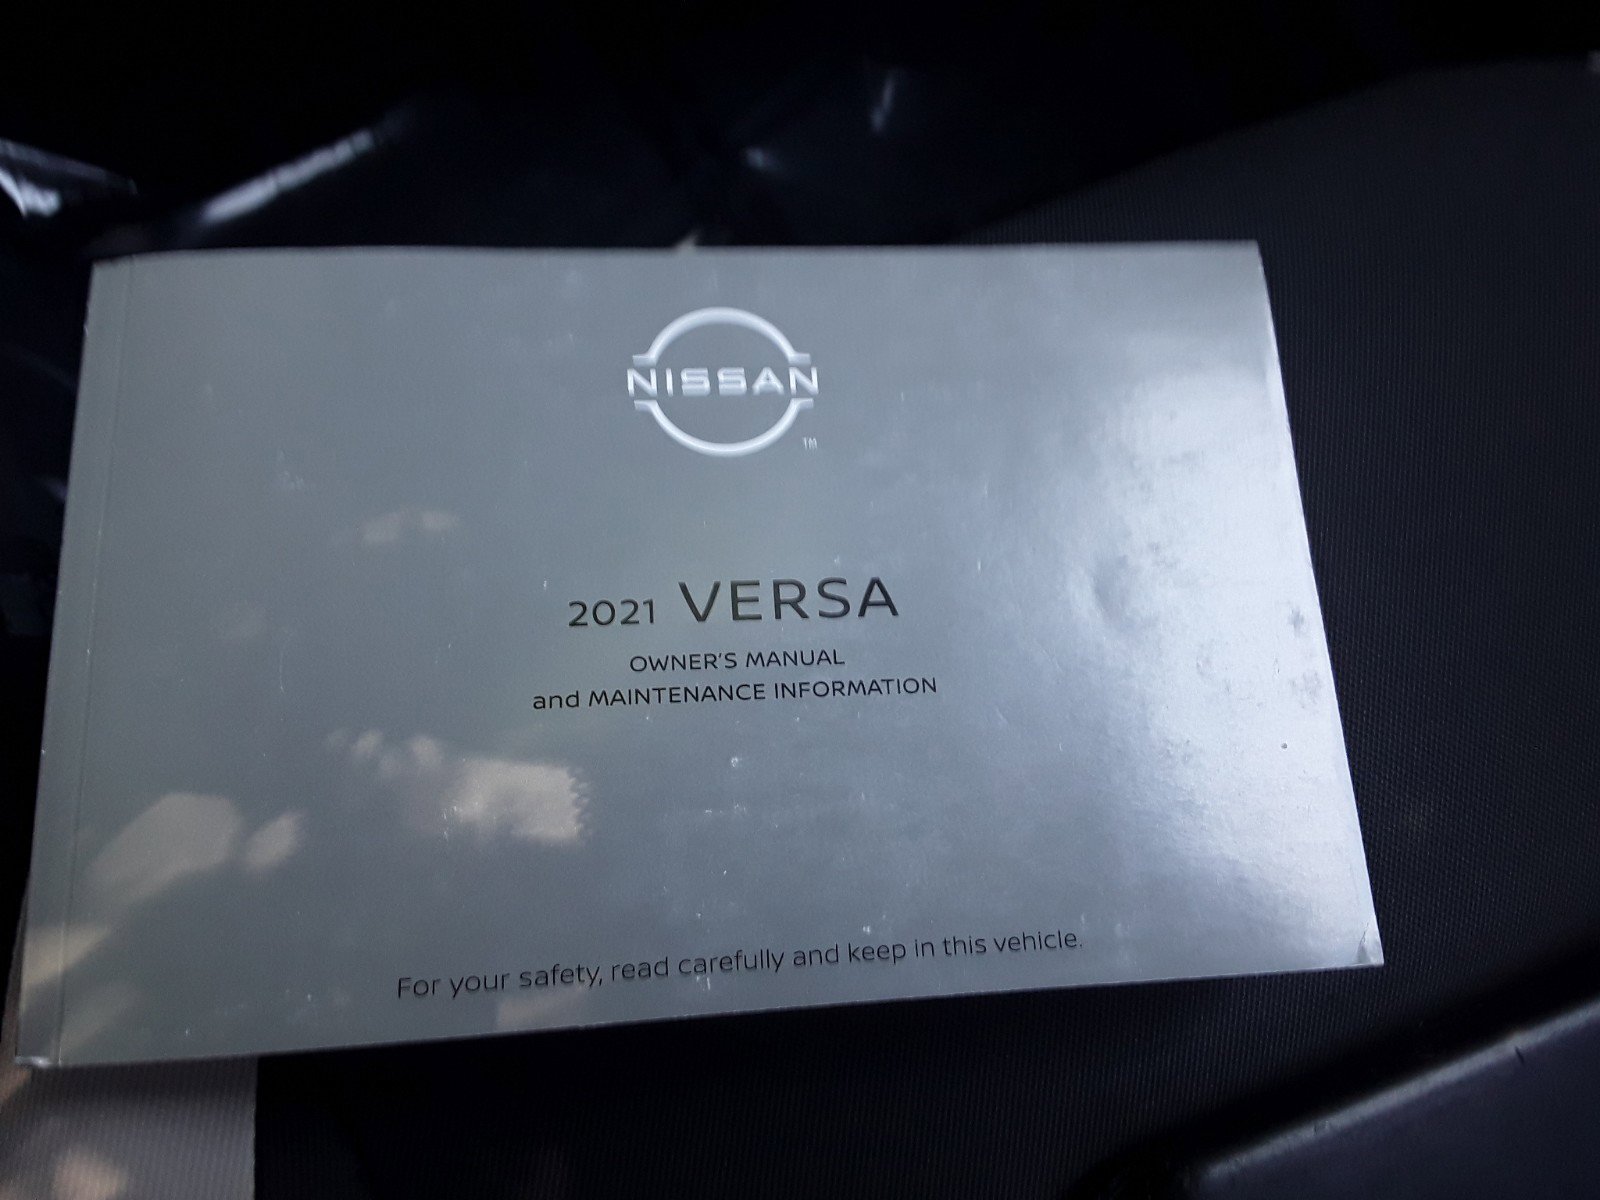 NISSAN
TM
2021 VERSA
OWNER'S MANUAL
and MAINTENANCE INFORMATION
For your safety, read carefully and keep in this vehicle.